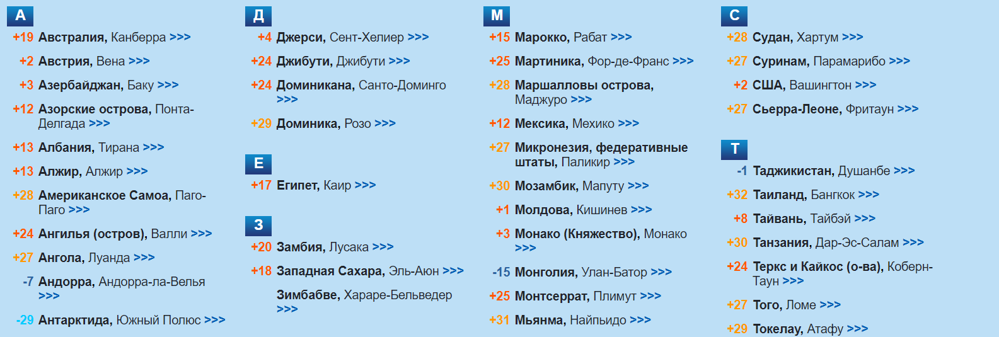 А
+19 Австралия, Канберра >>>
+2 Австрия, Вена >>>
+3 Азербайджан, Баку >>>
+12 Азорские острова, Понта-
Делгада >>>
+13 Албания, Тирана >>>
+13 Алжир, Алжир >>>
+28 Американское Самоа, Паго-
Паго >>>
+24 Ангилья (остров), Валли >>>
+27 Ангола, Луанда >>>
-7 Андорра, Андорра-ла-Велья
>>>
-29 Антарктида, Южный Полюс >>>
Д
+4 Джерси, Сент-Хелиер >>>
+24 Джибути, Джибути >>>
+24 Доминикана, Санто-Доминго
>>>
+29 Доминика, Розо >>>
Е
+17 Египет, Каир >>>
З
+20 Замбия, Лусака >>>
+18 Западная Сахара, Эль-Аюн >>>
Зимбабве, Хараре-Бельведер
>>>
М
+15 Марокко, Рабат >>>
+25 Мартиника, Фор-де-Франс >>>
+28 Маршалловы острова,
Маджуро >>>
+12 Мексика, Мехико >>>
+27 Микронезия, федеративные
штаты, Паликир >>>
+30 Мозамбик, Мапуту >>>
+1 Молдова, Кишинев >>>
+3 Монако (Княжество), Монако
>>>
-15 Монголия, Улан-Батор >>>
+25 Монтсеррат, Плимут >>>
+31 Мьянма, Найпьидо >>>
С
+28 Судан, Хартум >>>
+27 Суринам, Парамарибо >>>
+2 США, Вашингтон >>>
+27 Сьерра-Леоне, Фритаун >>>
Т
-1 Таджикистан, Душанбе >>>
+32 Таиланд, Бангкок >>>
+8 Тайвань, Тайбэй >>>
+30 Танзания, Дар-Эс-Салам >>>
+24 Теркс и Кайкос (о-ва), Коберн-
Таун >>>
+27 Того, Ломе >>>
+29 Токелау, Атафу >>>